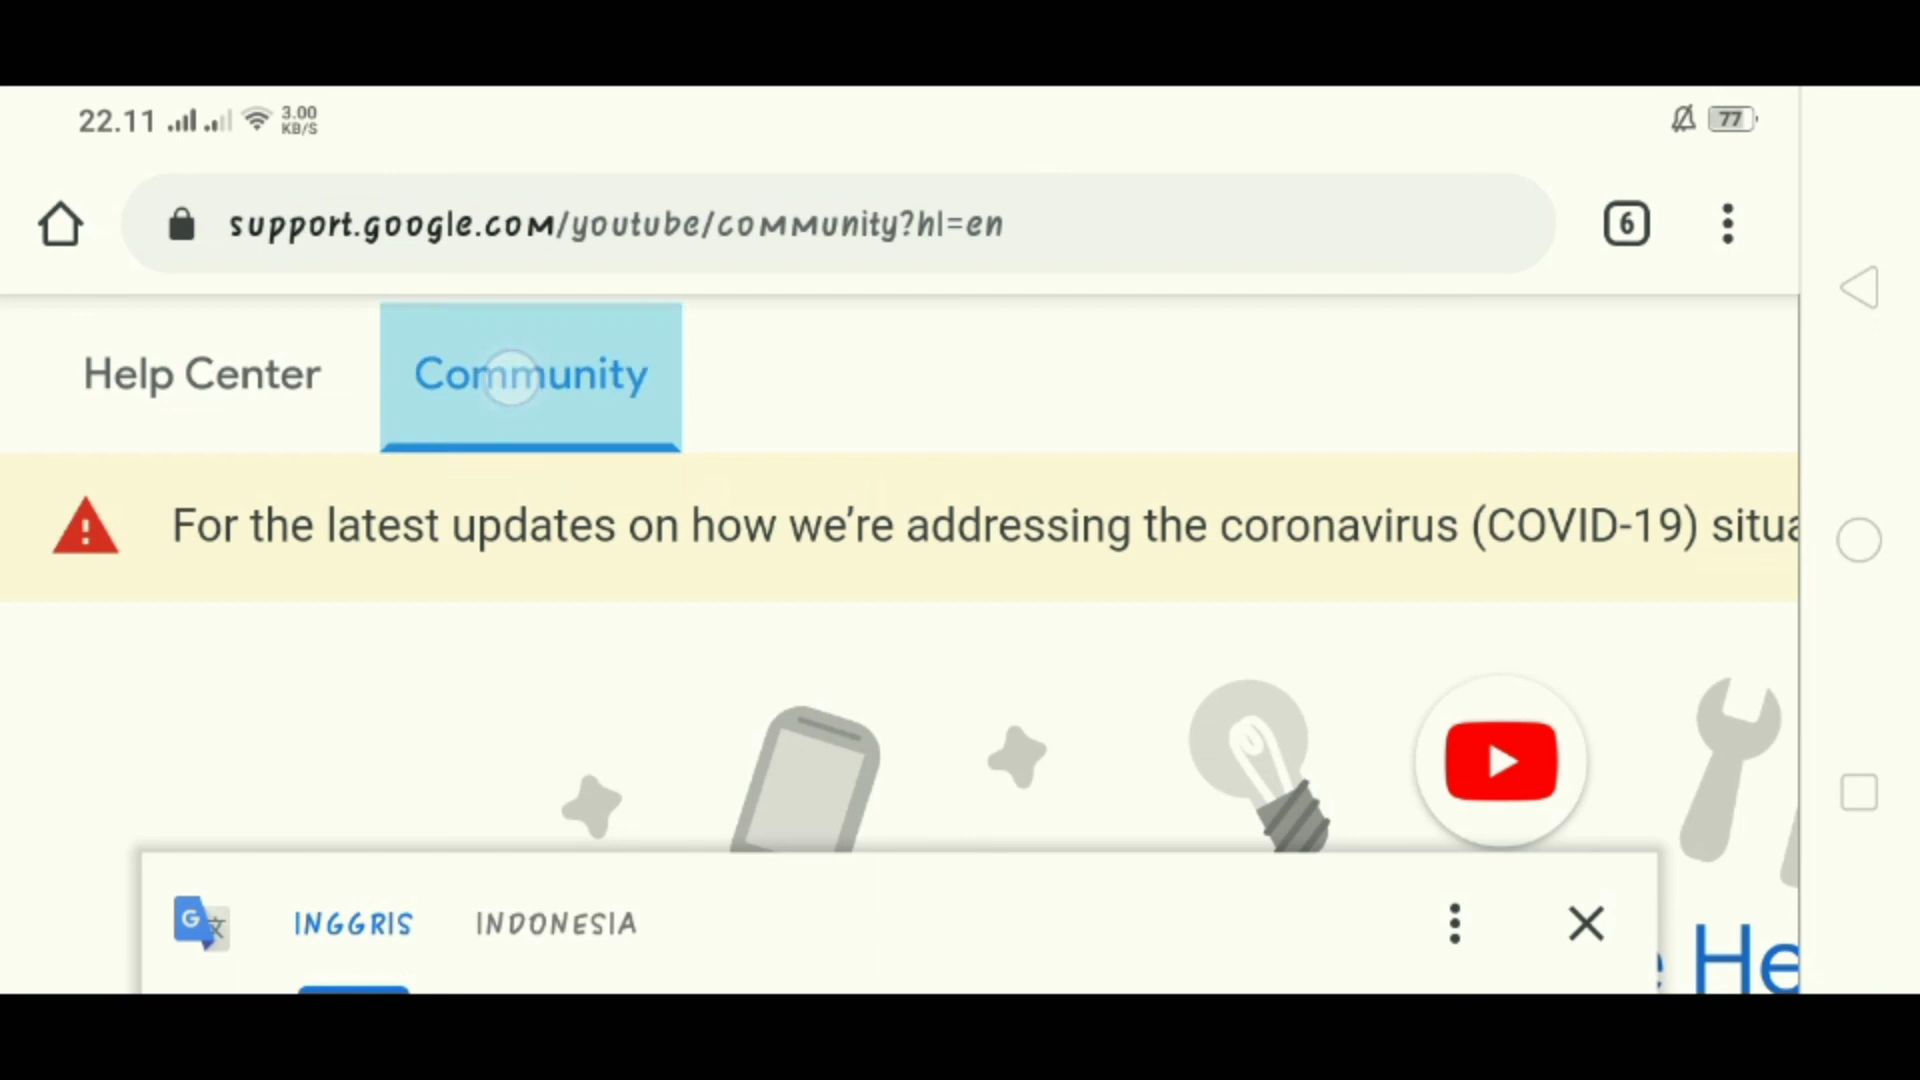 22.11 3.00 KB/S 77
support.google.com/youtube/community?hl=en 6
Help Center Community
For the latest updates on how we're addressing the coronavirus (COVID-19) situa
INGGRIS INDONESIA
He